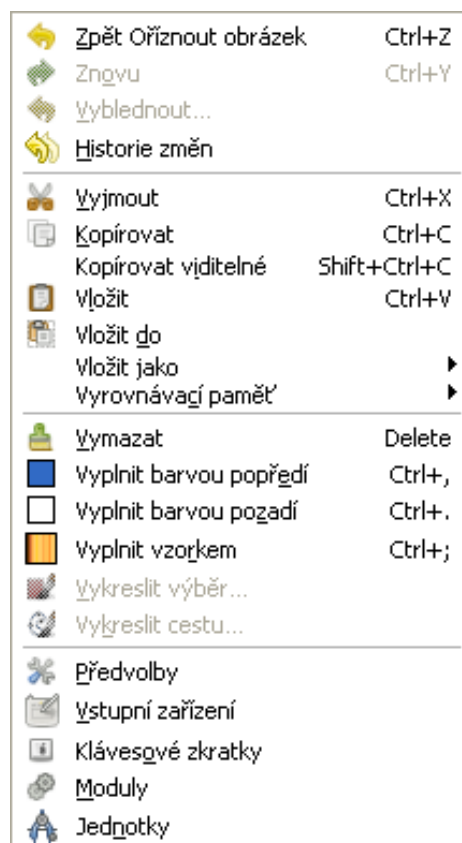 Zpět Oříznout obrázek Ctrl+Z
Znovu Ctrl+Y
Vyblednout...
Historie změn
Vyjmout Ctrl+X
Kopírovat Ctrl+C
Kopírovat viditelné Shift+Ctrl+C
Vložit Ctrl+V
Vložit do
Vložit jako
Vyrovnávací paměť
Vymazat Delete
Vyplnit barvou popředí Ctrl+,
Vyplnit barvou pozadí Ctrl+.
Vyplnit vzorkem Ctrl+;
Vykreslit výběr...
Vykreslit cestu...
Předvolby
Vstupní zařízení
Klávesové zkratky
Moduly
Jednotky